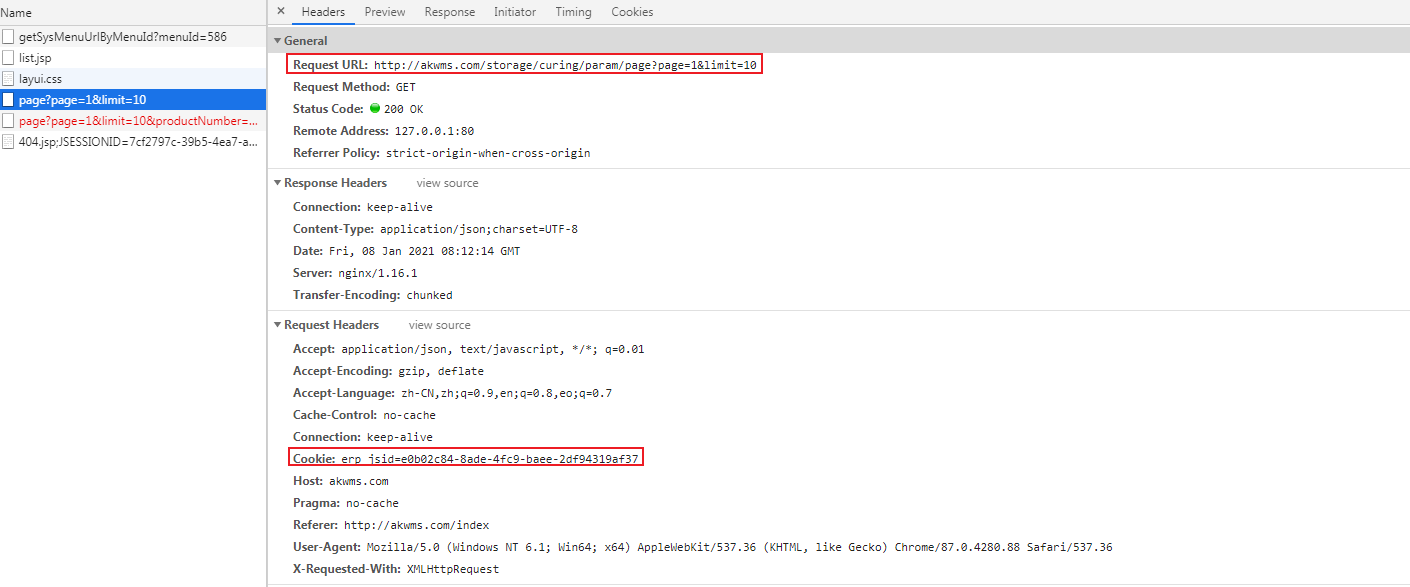 Name
getSysMenuUrlByMenuId?menuId=586
list.jsp
layui.css
page?page=1&limit=10
page?page=1&limit=10&productNumber=...
404.jsp;JSESSIONID=7cf2797c-39b5-4ea7-a...
× Headers Preview Response Initiator Timing Cookies
▼ General
Request URL: http://akwms.com/storage/curing/param/page?page=1&limit=10
Request Method: GET
Status Code: 200 OK
Remote Address: 127.0.0.1:80
Referrer Policy: strict-origin-when-cross-origin
▼ Response Headers view source
Connection: keep-alive
Content-Type: application/json;charset=UTF-8
Date: Fri, 08 Jan 2021 08:12:14 GMT
Server: nginx/1.16.1
Transfer-Encoding: chunked
▼ Request Headers view source
Accept: application/json, text/javascript, */*; q=0.01
Accept-Encoding: gzip, deflate
Accept-Language: zh-CN,zh;q=0.9,en;q=0.8,eo;q=0.7
Cache-Control: no-cache
Connection: keep-alive
Cookie: erp_jsid=e0b02c84-8ade-4fc9-baee-2df94319af37
Host: akwms.com
Pragma: no-cache
Referer: http://akwms.com/index
User-Agent: Mozilla/5.0 (Windows NT 6.1; Win64; x64) AppleWebKit/537.36 (KHTML, like Gecko) Chrome/87.0.4280.88 Safari/537.36
X-Requested-With: XMLHttpRequest